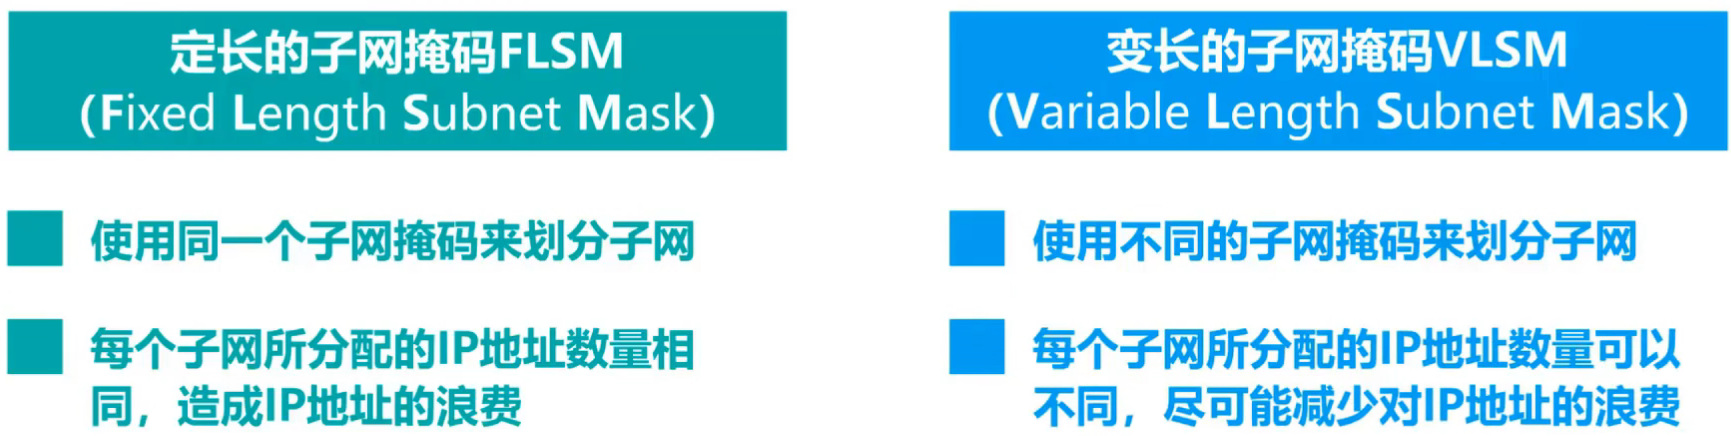 定长的子网掩码FLSM
(Fixed Length Subnet Mask)
使用同一个子网掩码来划分子网
每个子网所分配的IP地址数量相
同，造成IP地址的浪费
变长的子网掩码VLSM
(Variable Length Subnet Mask)
使用不同的子网掩码来划分子网
每个子网所分配的IP地址数量可以
不同，尽可能减少对IP地址的浪费